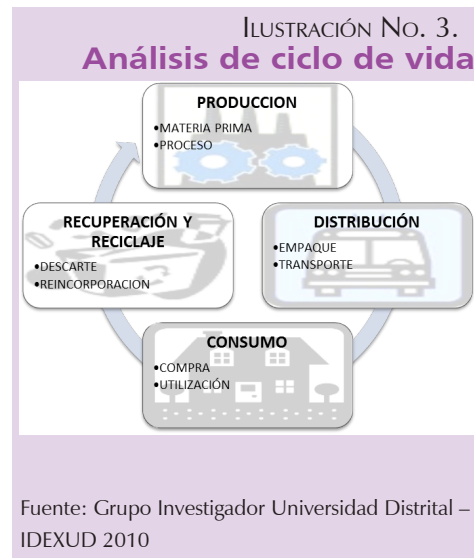 Ilustración No. 3.
Análisis de ciclo de vida
PRODUCCION
•MATERIA PRIMA
•PROCESO
RECUPERACIÓN Y
RECICLAJE
•DESCARTE
•REINCORPORACION
DISTRIBUCIÓN
•EMPAQUE
•TRANSPORTE
CONSUMO
•COMPRA
•UTILIZACIÓN
Fuente: Grupo Investigador Universidad Distrital –
IDEXUD 2010